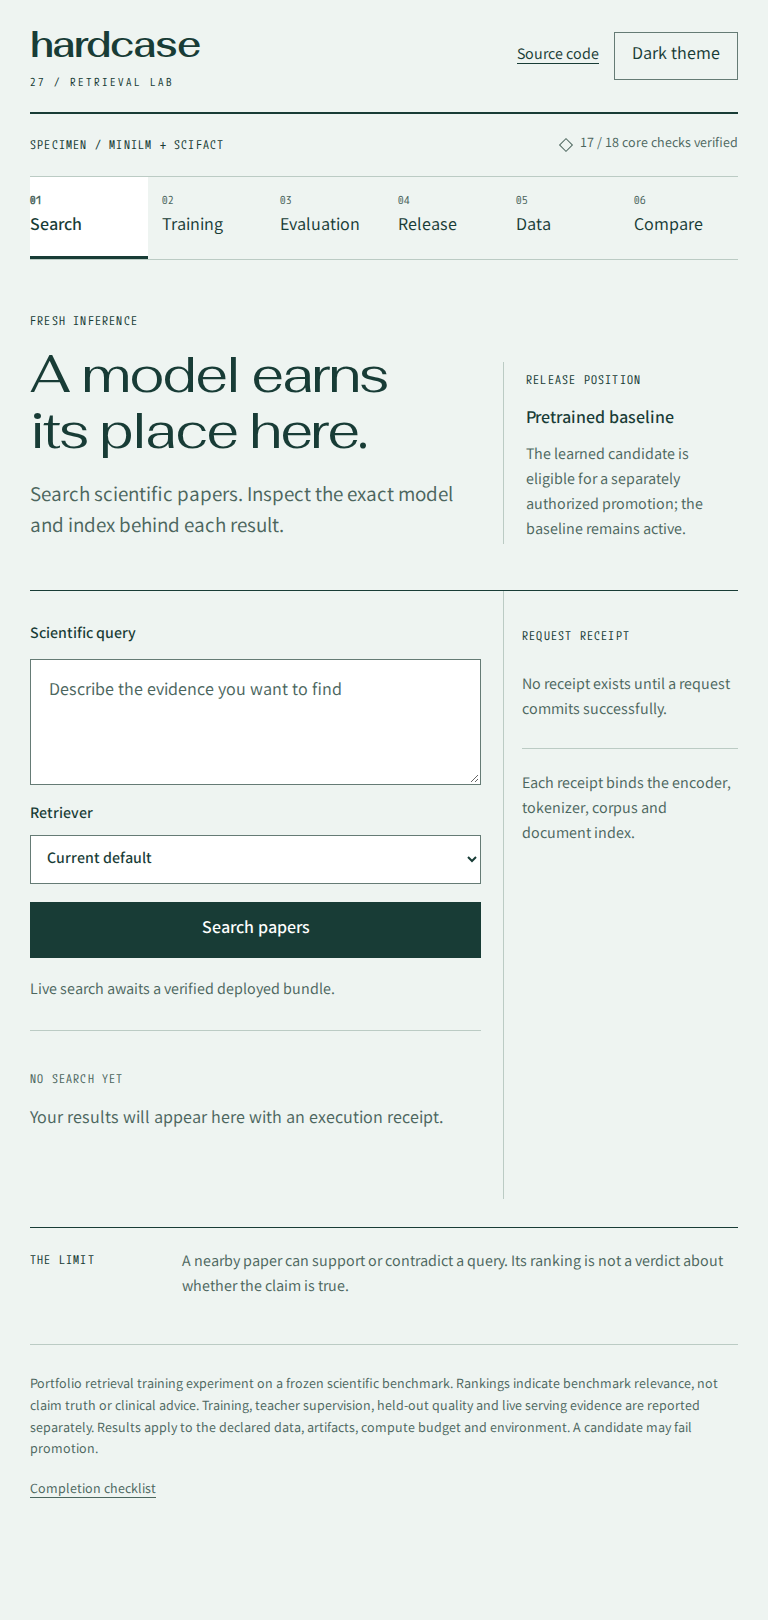 hardcase
27 / RETRIEVAL LAB
Source code
Dark theme
SPECIMEN / MINILM + SCIFACT
17 / 18 core checks verified
01
Search
02
Training
03
Evaluation
04
Release
05
Data
06
Compare
FRESH INFERENCE
A model earns
its place here.
Search scientific papers. Inspect the exact model
and index behind each result.
RELEASE POSITION
Pretrained baseline
The learned candidate is
eligible for a separately
authorized promotion; the
baseline remains active.
Scientific query
Describe the evidence you want to find
Retriever
Current default
Search papers
Live search awaits a verified deployed bundle.
NO SEARCH YET
Your results will appear here with an execution receipt.
REQUEST RECEIPT
No receipt exists until a request
commits successfully.
Each receipt binds the encoder,
tokenizer, corpus and
document index.
THE LIMIT
A nearby paper can support or contradict a query. Its ranking is not a verdict about
whether the claim is true.
Portfolio retrieval training experiment on a frozen scientific benchmark. Rankings indicate benchmark relevance, not
claim truth or clinical advice. Training, teacher supervision, held-out quality and live serving evidence are reported
separately. Results apply to the declared data, artifacts, compute budget and environment. A candidate may fail
promotion.
Completion checklist